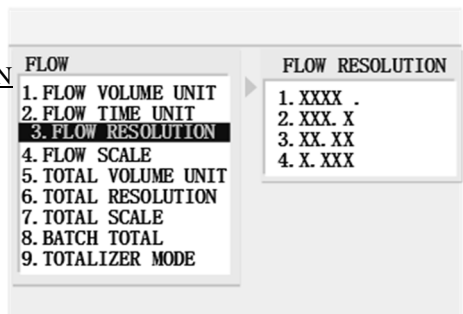 N
FLOW
1. FLOW VOLUME UNIT
2. FLOW TIME UNIT
3. FLOW RESOLUTION
4. FLOW SCALE
5. TOTAL VOLUME UNIT
6. TOTAL RESOLUTION
7. TOTAL SCALE
8. BATCH TOTAL
9. TOTALIZER MODE
FLOW RESOLUTION
1. XXXX .
2. XXX. X
3. XX. XX
4. X. XXX